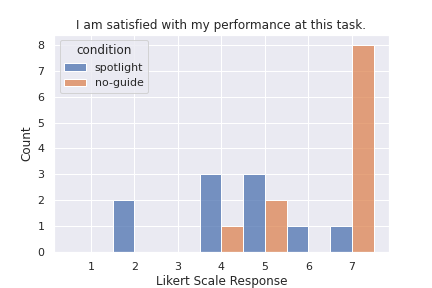 I am satisfied with my performance at this task.
condition
spotlight
no-guide
8
7
6
5
4
3
2
1
0
Count
1 2 3 4 5 6 7
Likert Scale Response